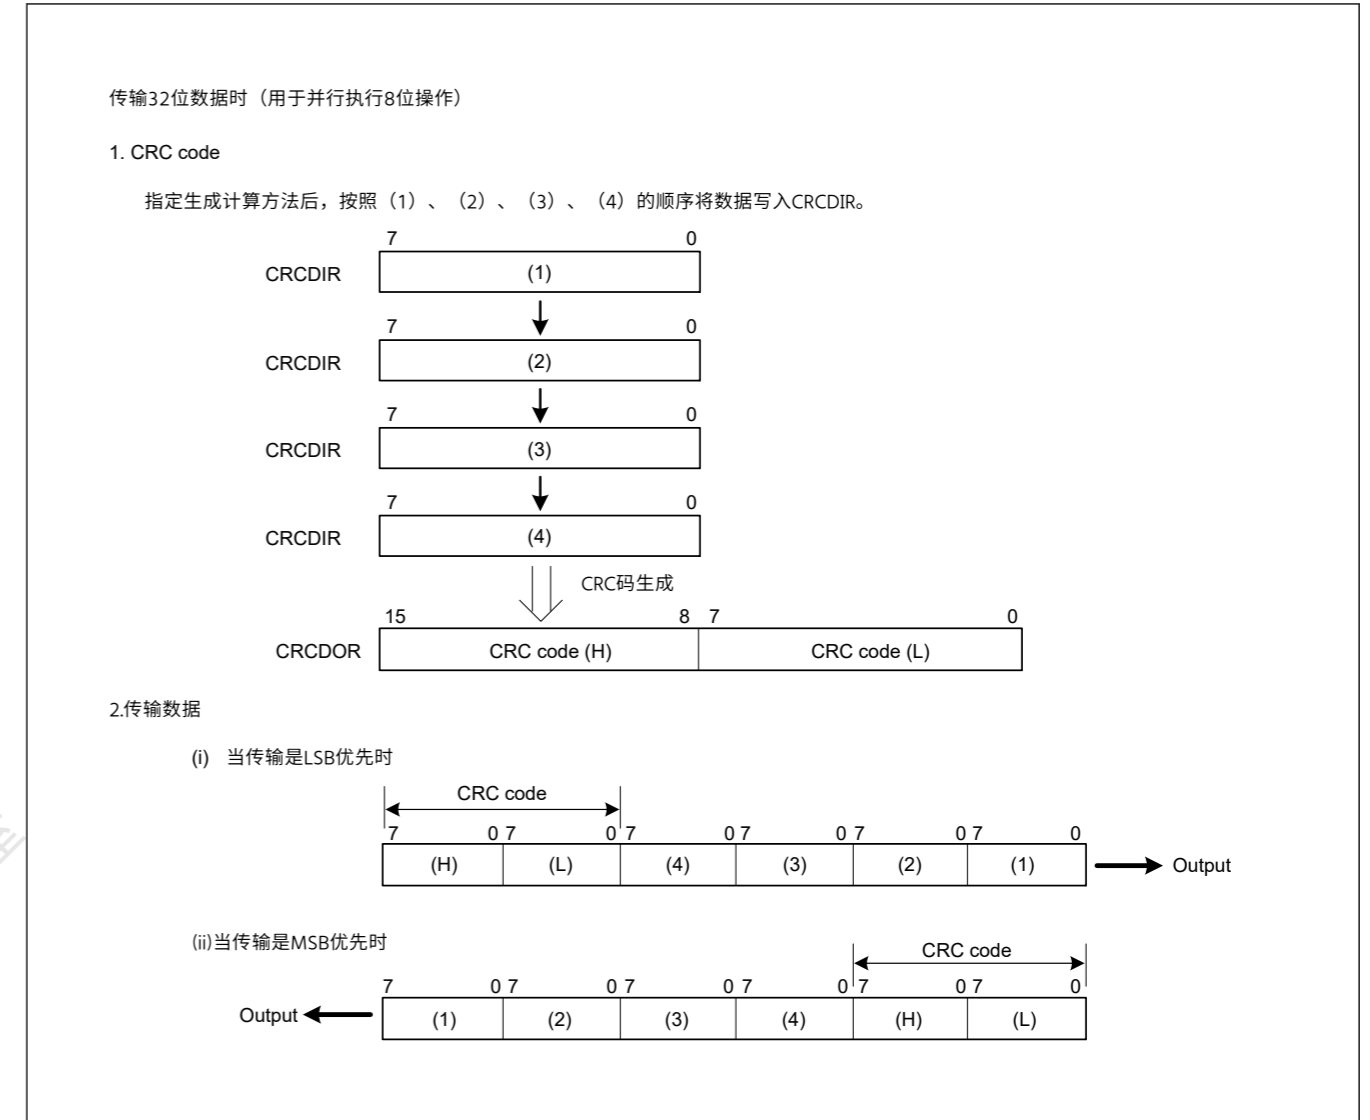 传输32位数据时（用于并行执行8位操作）
1. CRC code
指定生成计算方法后，按照（1）、（2）、（3）、（4）的顺序将数据写入CRCDIR。
7 0
CRCDIR (1)
7 0
CRCDIR (2)
7 0
CRCDIR (3)
7 0
CRCDIR (4)
CRC码生成
15 8 7 0
CRCDOR CRC code (H) CRC code (L)
2.传输数据
(i) 当传输是LSB优先时
CRC code
7 0 7 0 7 0 7 0 7 0 7 0
(H) (L) (4) (3) (2) (1) Output
(ii)当传输是MSB优先时
CRC code
7 0 7 0 7 0 7 0 7 0 7 0
Output (1) (2) (3) (4) (H) (L)